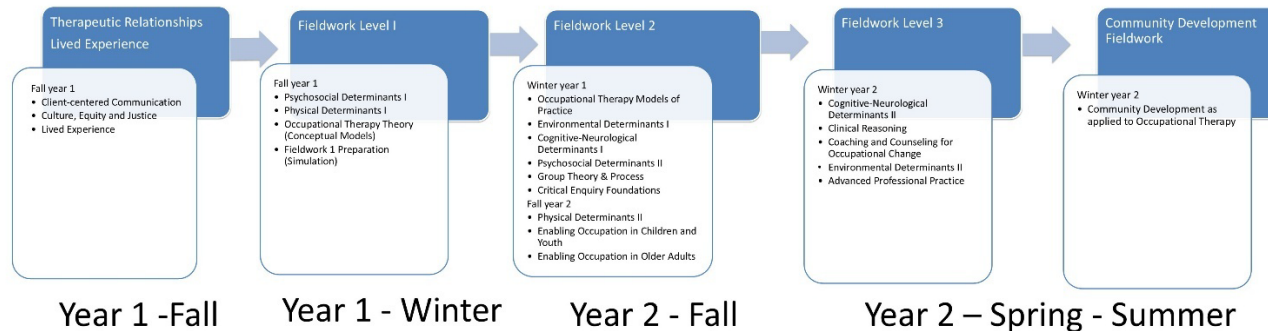 Therapeutic Relationships
Lived Experience
Fall year 1
• Client-centered Communication
• Culture, Equity and Justice
• Lived Experience
Year 1 -Fall
Fieldwork Level I
Fall year 1
• Psychosocial Determinants I
• Physical Determinants I
• Occupational Therapy Theory
(Conceptual Models)
• Fieldwork 1 Preparation
(Simulation)
Year 1 - Winter
Fieldwork Level 2
Winter year 1
• Occupational Therapy Models of
Practice
• Environmental Determinants I
• Cognitive-Neurological
Determinants I
• Psychosocial Determinants II
• Group Theory & Process
• Critical Enquiry Foundations
Fall year 2
• Physical Determinants II
• Enabling Occupation in Children and
Youth
• Enabling Occupation in Older Adults
Year 2 - Fall
Fieldwork Level 3
Winter year 2
• Cognitive-Neurological
Determinants II
• Clinical Reasoning
• Coaching and Counseling for
Occupational Change
• Environmental Determinants II
• Advanced Professional Practice
Community Development
Fieldwork
Winter year 2
• Community Development as
applied to Occupational Therapy
Year 2 – Spring - Summer